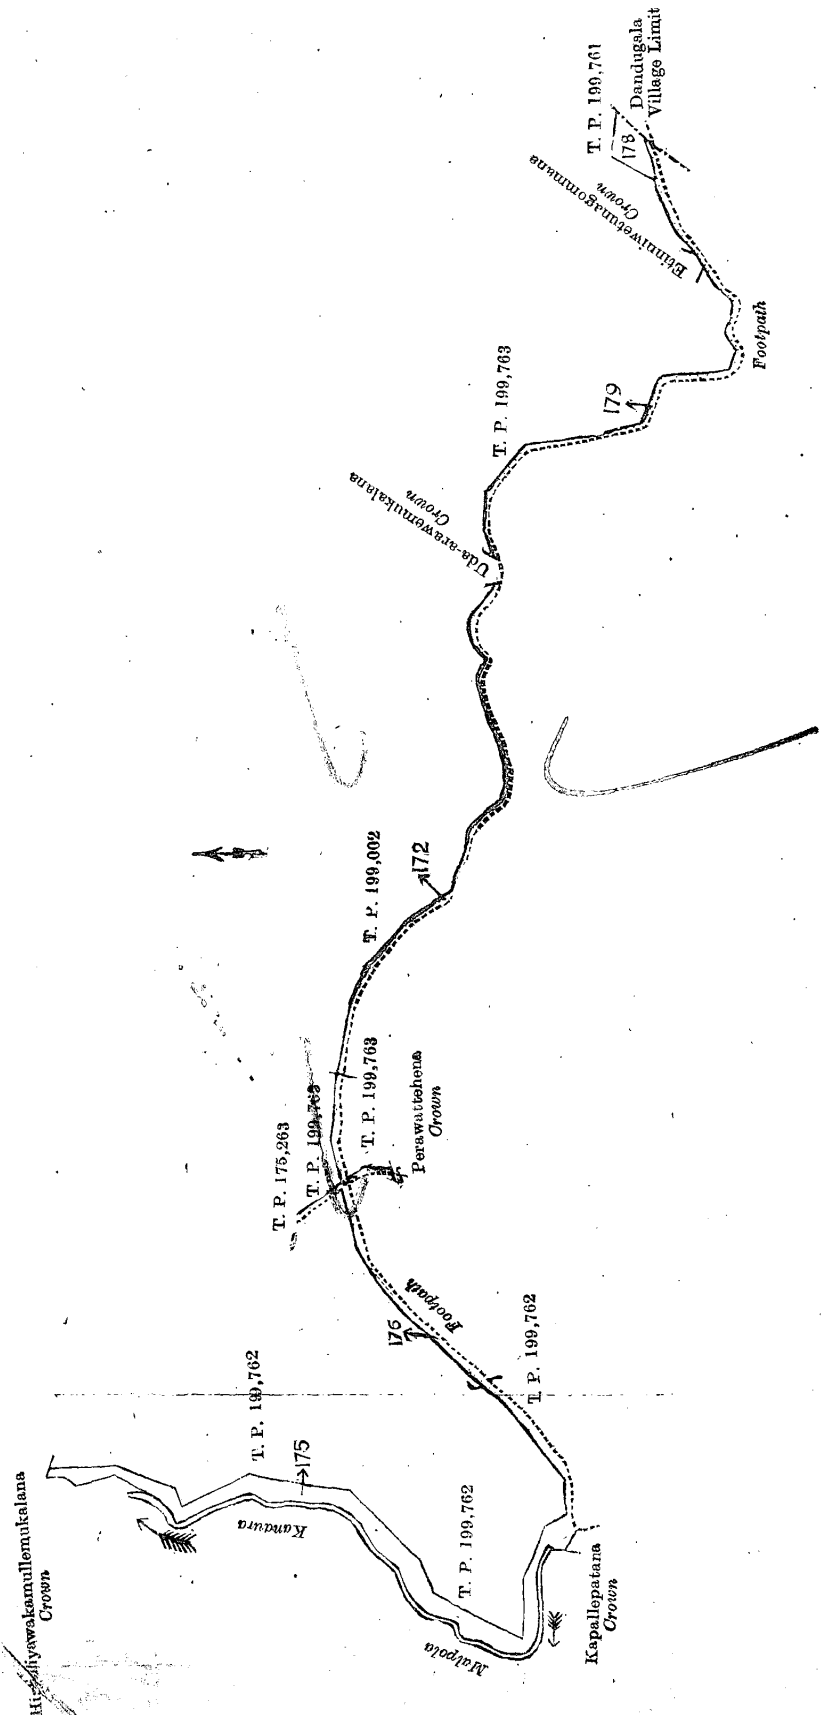 Dandugala
Village Limit
T. P. 199,761
178
Etinniwetunagommana
Crown
Footpath
T. P. 199,763
179
Uda-arawemukalana
Crown
T. P. 199,002
172
T. P. 199,763
Perawattehena
Crown
T. P. 199,763
T. P. 175,263
Footpath
176
T. P. 199,762
T. P. 199,762
175
Kandura
T. P. 199,762
Malpola
Kapallepatana
Crown
Crown